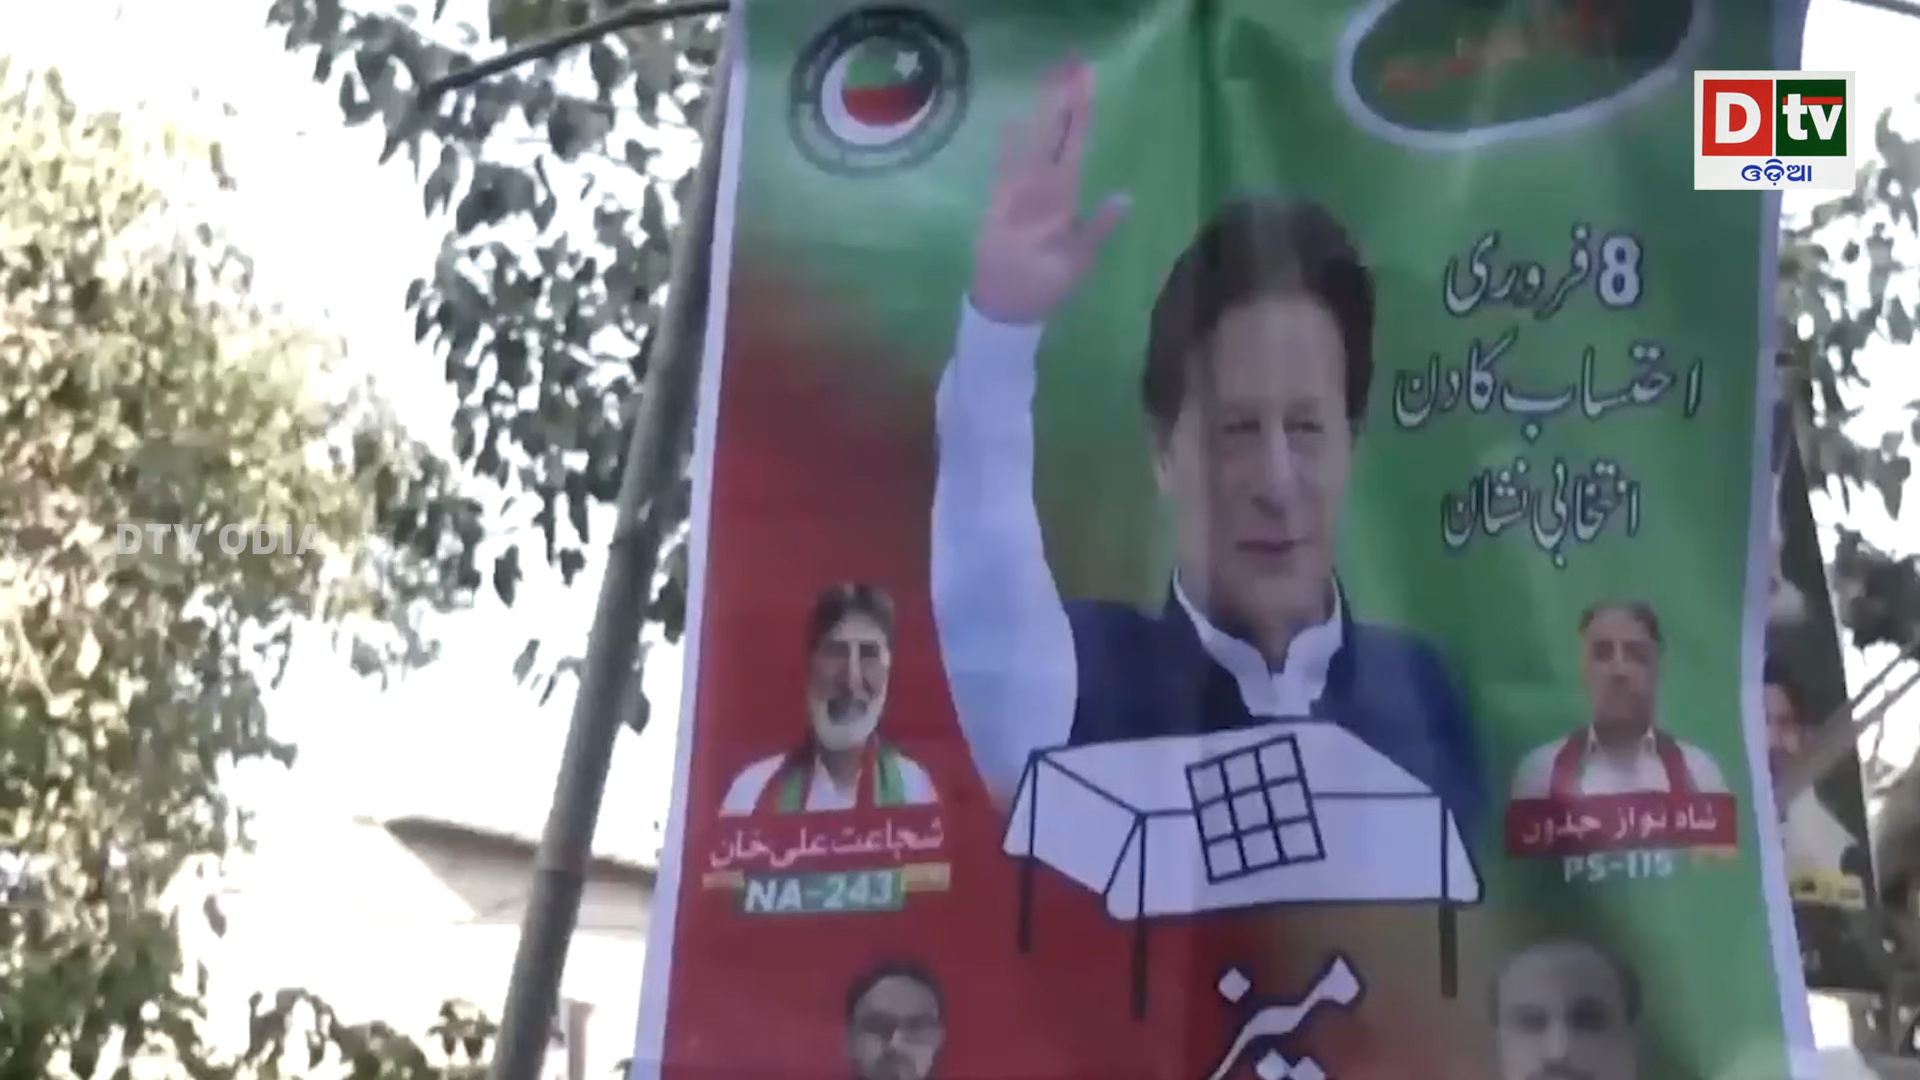 D tv
ଓଡ଼ିଆ
8 فروری
احتساب کا دن
انتخابی نشان
DTV ODIA
شجاعت علی خان
NA-243
شاہ نواز جدون
PS-115
میز